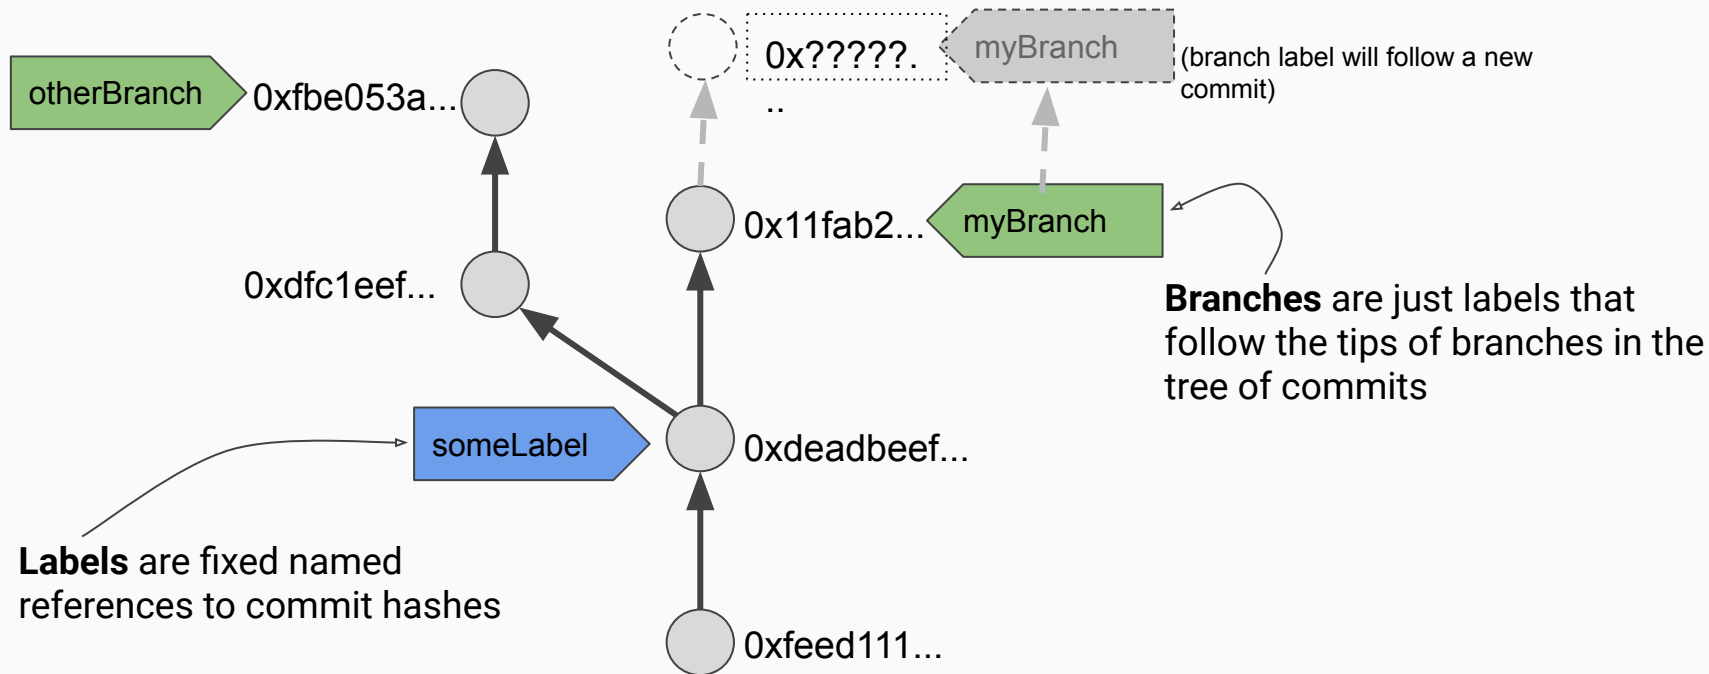 otherBranch
0xfbe053a...
0x?????.
..
myBranch
(branch label will follow a new
commit)
0x11fab2...
myBranch
0xdfc1eef...
Branches are just labels that
follow the tips of branches in the
tree of commits
someLabel
0xdeadbeef...
Labels are fixed named
references to commit hashes
0xfeed111...